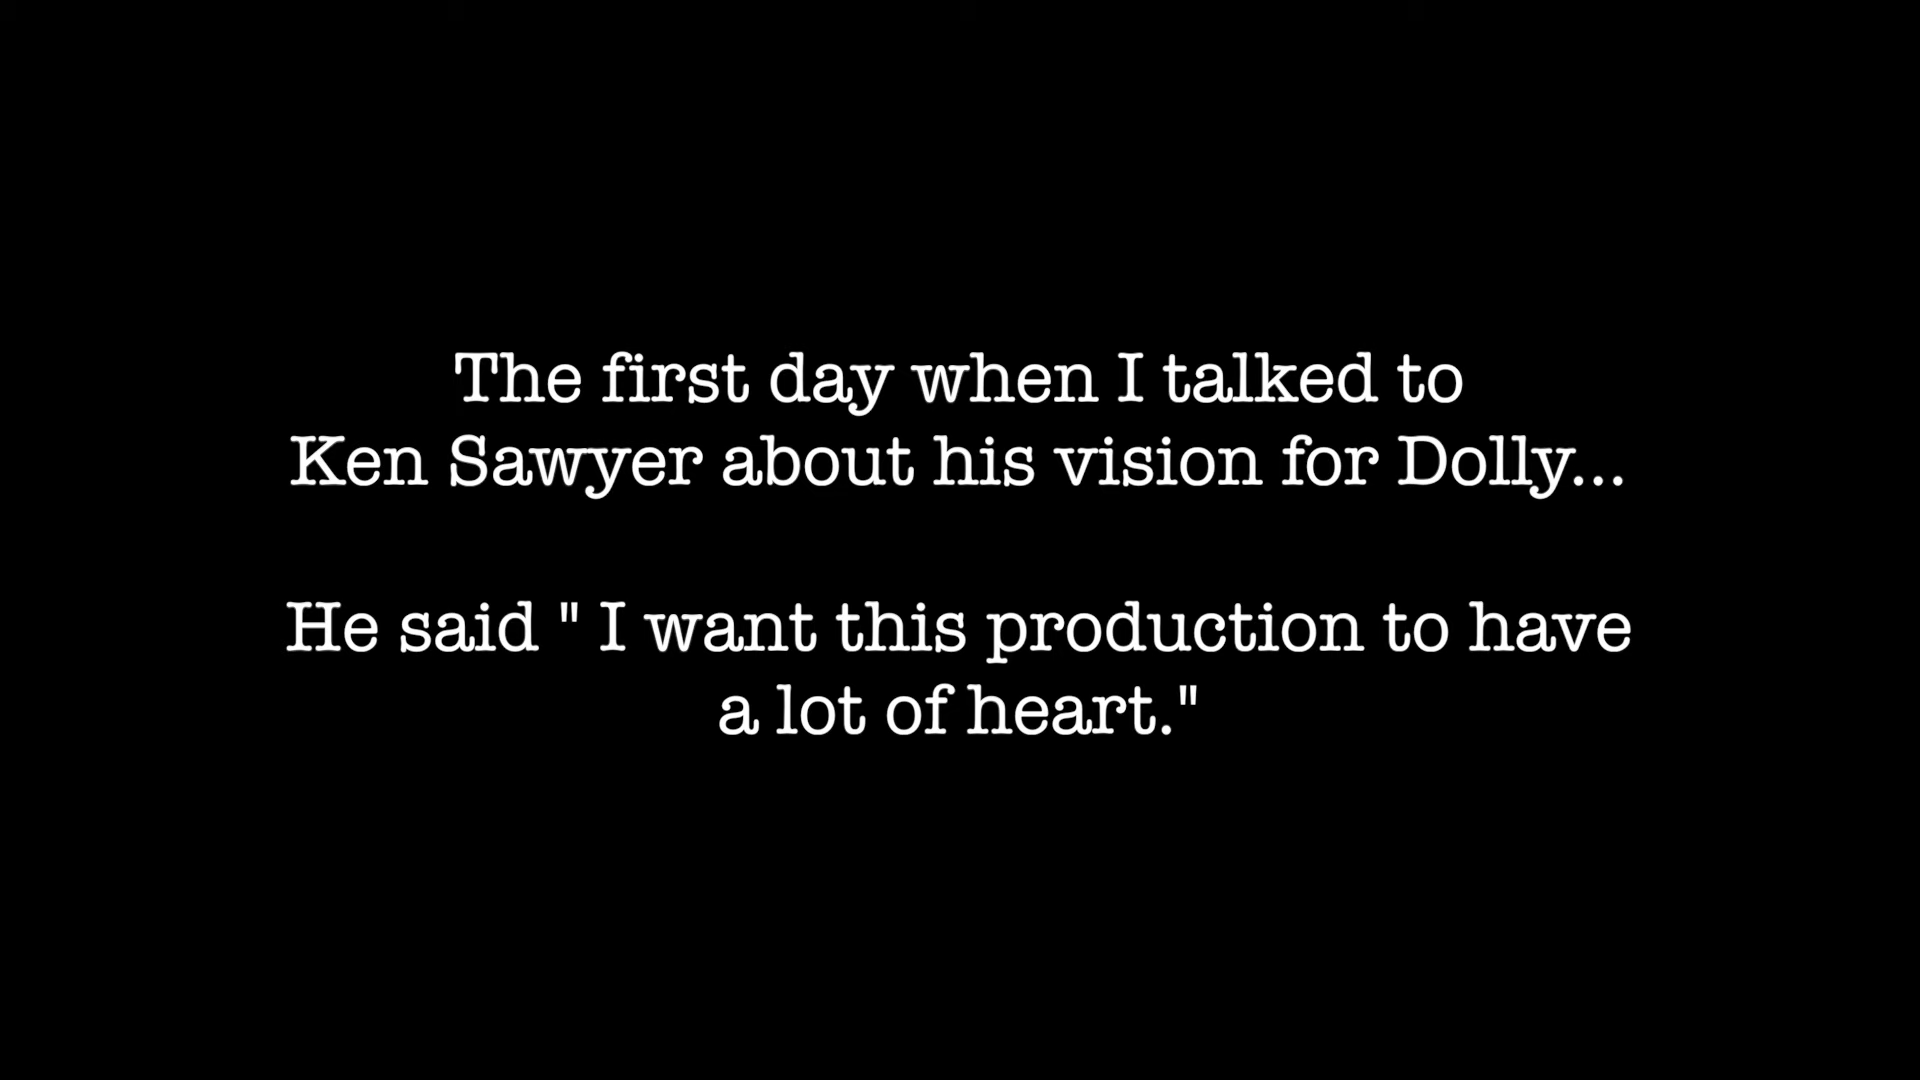 The first day when I talked to
Ken Sawyer about his vision for Dolly...
He said " I want this production to have
a lot of heart."